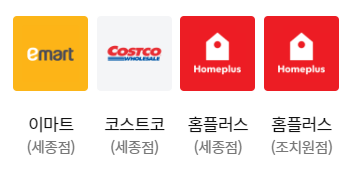 emart
COSTCO
WHOLESALE
Homeplus
Homeplus
이마트
(세종점)
코스트코
(세종점)
홈플러스
(세종점)
홈플러스
(조치원점)